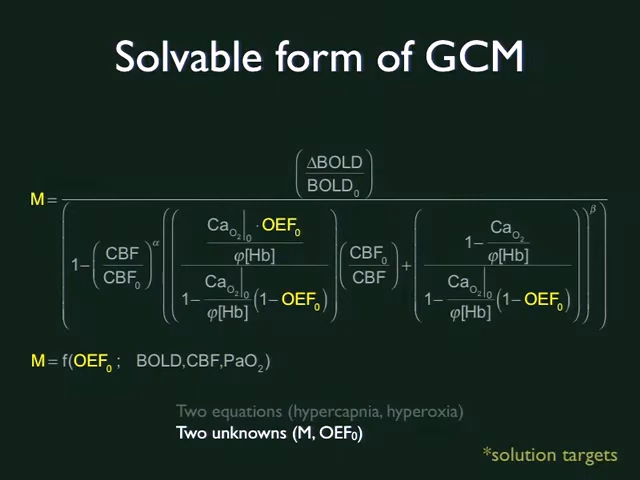 Solvable form of GCM
M = (ΔBOLD / BOLD₀) / (1 − (CBF / CBF₀)^α (((CaO₂|₀ · OEF₀ / φ[Hb]) / (1 − CaO₂|₀ / φ[Hb] (1 − OEF₀))) (CBF₀ / CBF) + ((1 − CaO₂ / φ[Hb]) / (1 − CaO₂|₀ / φ[Hb] (1 − OEF₀))))^β)
M = f(OEF₀ ; BOLD,CBF,PaO₂)
Two equations (hypercapnia, hyperoxia)
Two unknowns (M, OEF₀)
*solution targets